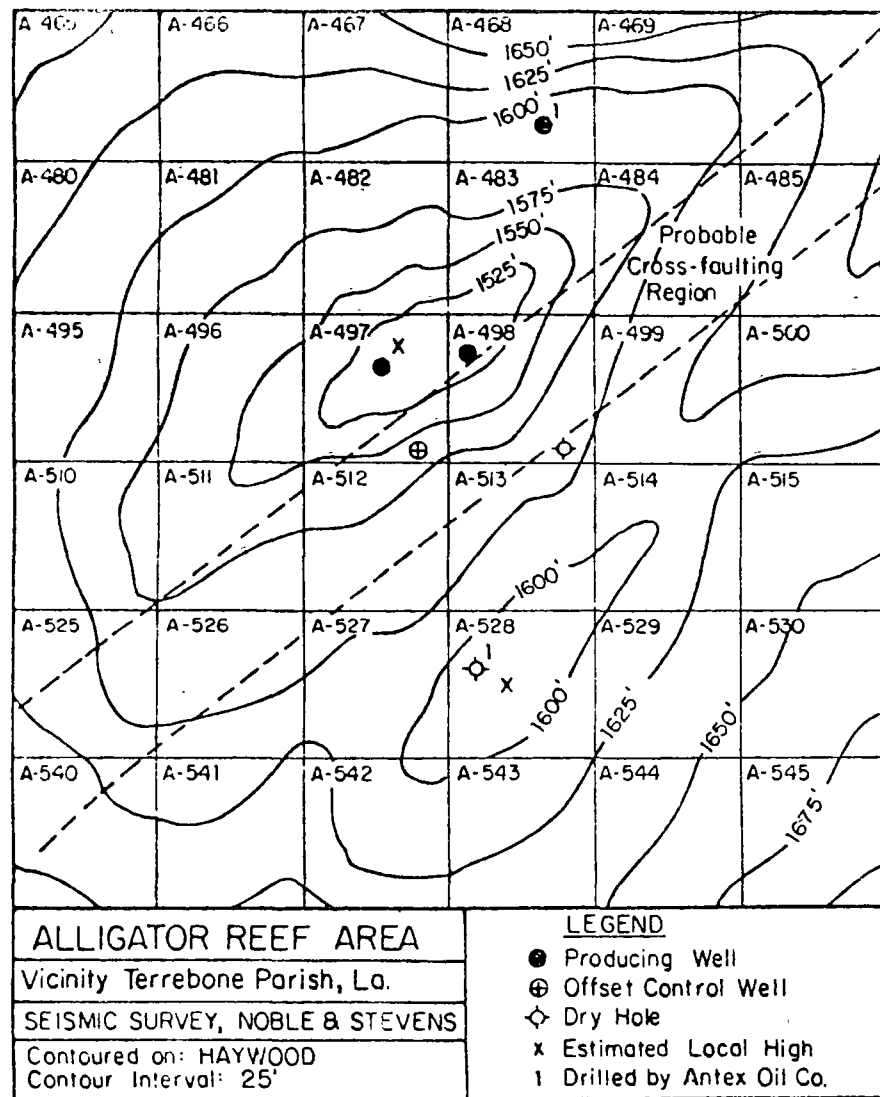 A-465 A-466 A-467 A-468 A-469
1650'
1625'
1600'
1
A-480 A-481 A-482 A-483 A-484 A-485
1575'
1550'
1525'
Probable
Cross-faulting
Region
A-495 A-496 A-497 A-498 A-499 A-500
x
A-510 A-511 A-512 A-513 A-514 A-515
1600'
A-525 A-526 A-527 A-528 A-529 A-530
1
x
1600'
1625'
1650'
A-540 A-541 A-542 A-543 A-544 A-545
1675'
ALLIGATOR REEF AREA
Vicinity Terrebone Parish, La.
SEISMIC SURVEY, NOBLE & STEVENS
Contoured on: HAYWOOD
Contour Interval: 25'
LEGEND
Producing Well
Offset Control Well
Dry Hole
x Estimated Local High
1 Drilled by Antex Oil Co.